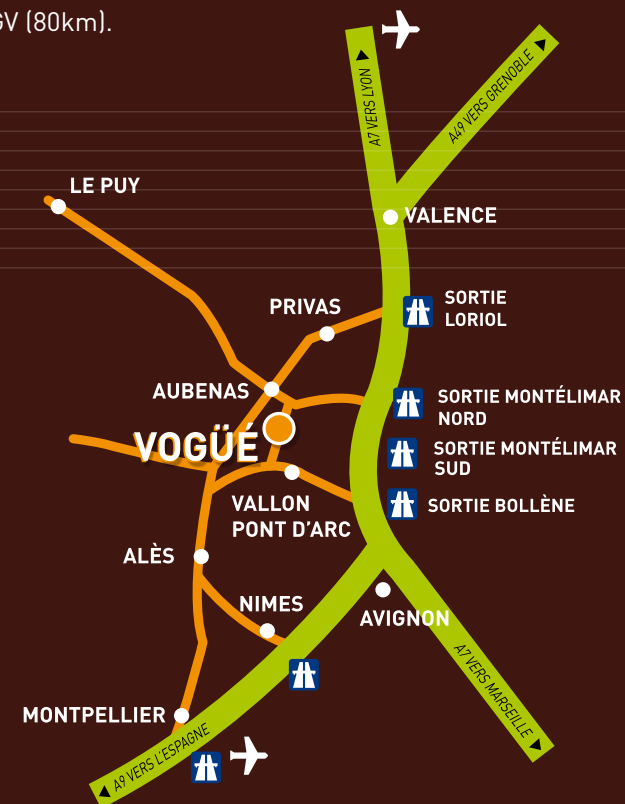 GV (80km).
A7 VERS LYON
A49 VERS GRENOBLE
LE PUY
VALENCE
PRIVAS
SORTIE
LORIOL
AUBENAS
SORTIE MONTÉLIMAR
NORD
VOGÜÉ
SORTIE MONTÉLIMAR
SUD
VALLON
PONT D'ARC
SORTIE BOLLÈNE
ALÈS
NIMES
AVIGNON
A7 VERS MARSEILLE
MONTPELLIER
A9 VERS L'ESPAGNE